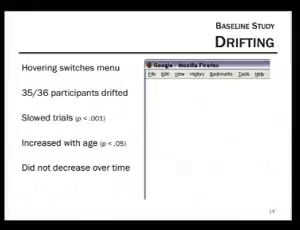 BASELINE STUDY
DRIFTING
Hovering switches menu
35/36 participants drifted
Slowed trials (p < .001)
Increased with age (p < .05)
Did not decrease over time
Google - Mozilla Firefox
File Edit View History Bookmarks Tools Help